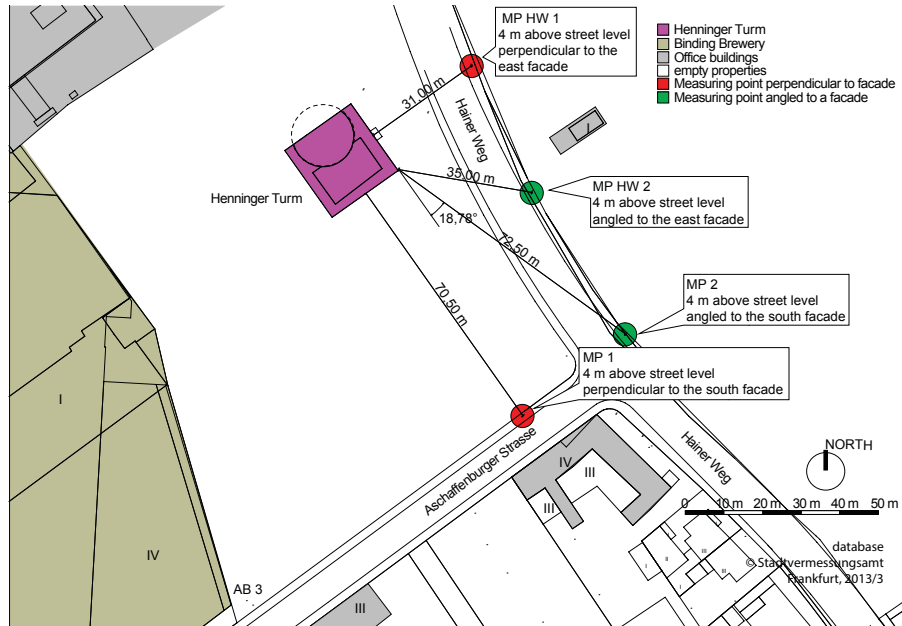 MP HW 1
4 m above street level
perpendicular to the
east facade
Henninger Turm
Binding Brewery
Office buildings
empty properties
Measuring point perpendicular to facade
Measuring point angled to a facade
31,00 m
Hainer Weg
I
35,00 m
Henninger Turm
MP HW 2
4 m above street level
angled to the east facade
18,78°
72,50 m
70,50 m
MP 2
4 m above street level
angled to the south facade
MP 1
4 m above street level
perpendicular to the south facade
I
Aschaffenburger Strasse
Hainer Weg
NORTH
IV
III
III
0 10 m 20 m 30 m 40 m 50 m
IV
III
II
III
I
I
III
database
© Stadtvermessungsamt
Frankfurt, 2013/3
AB 3
III